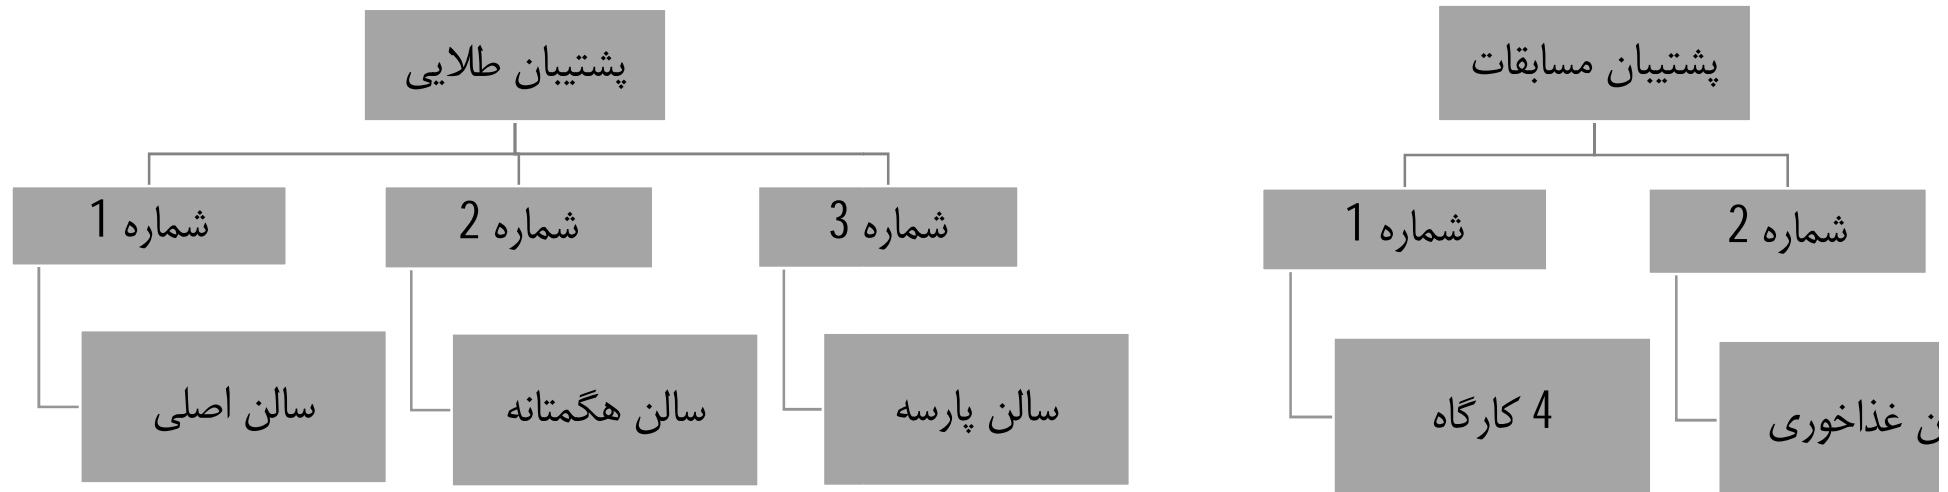 پشتیبان طلایی
شماره 1
شماره 2
شماره 3
سالن اصلی
سالن هگمتانه
سالن پارسه
پشتیبان مسابقات
شماره 1
شماره 2
4 کارگاه
غذاخوری